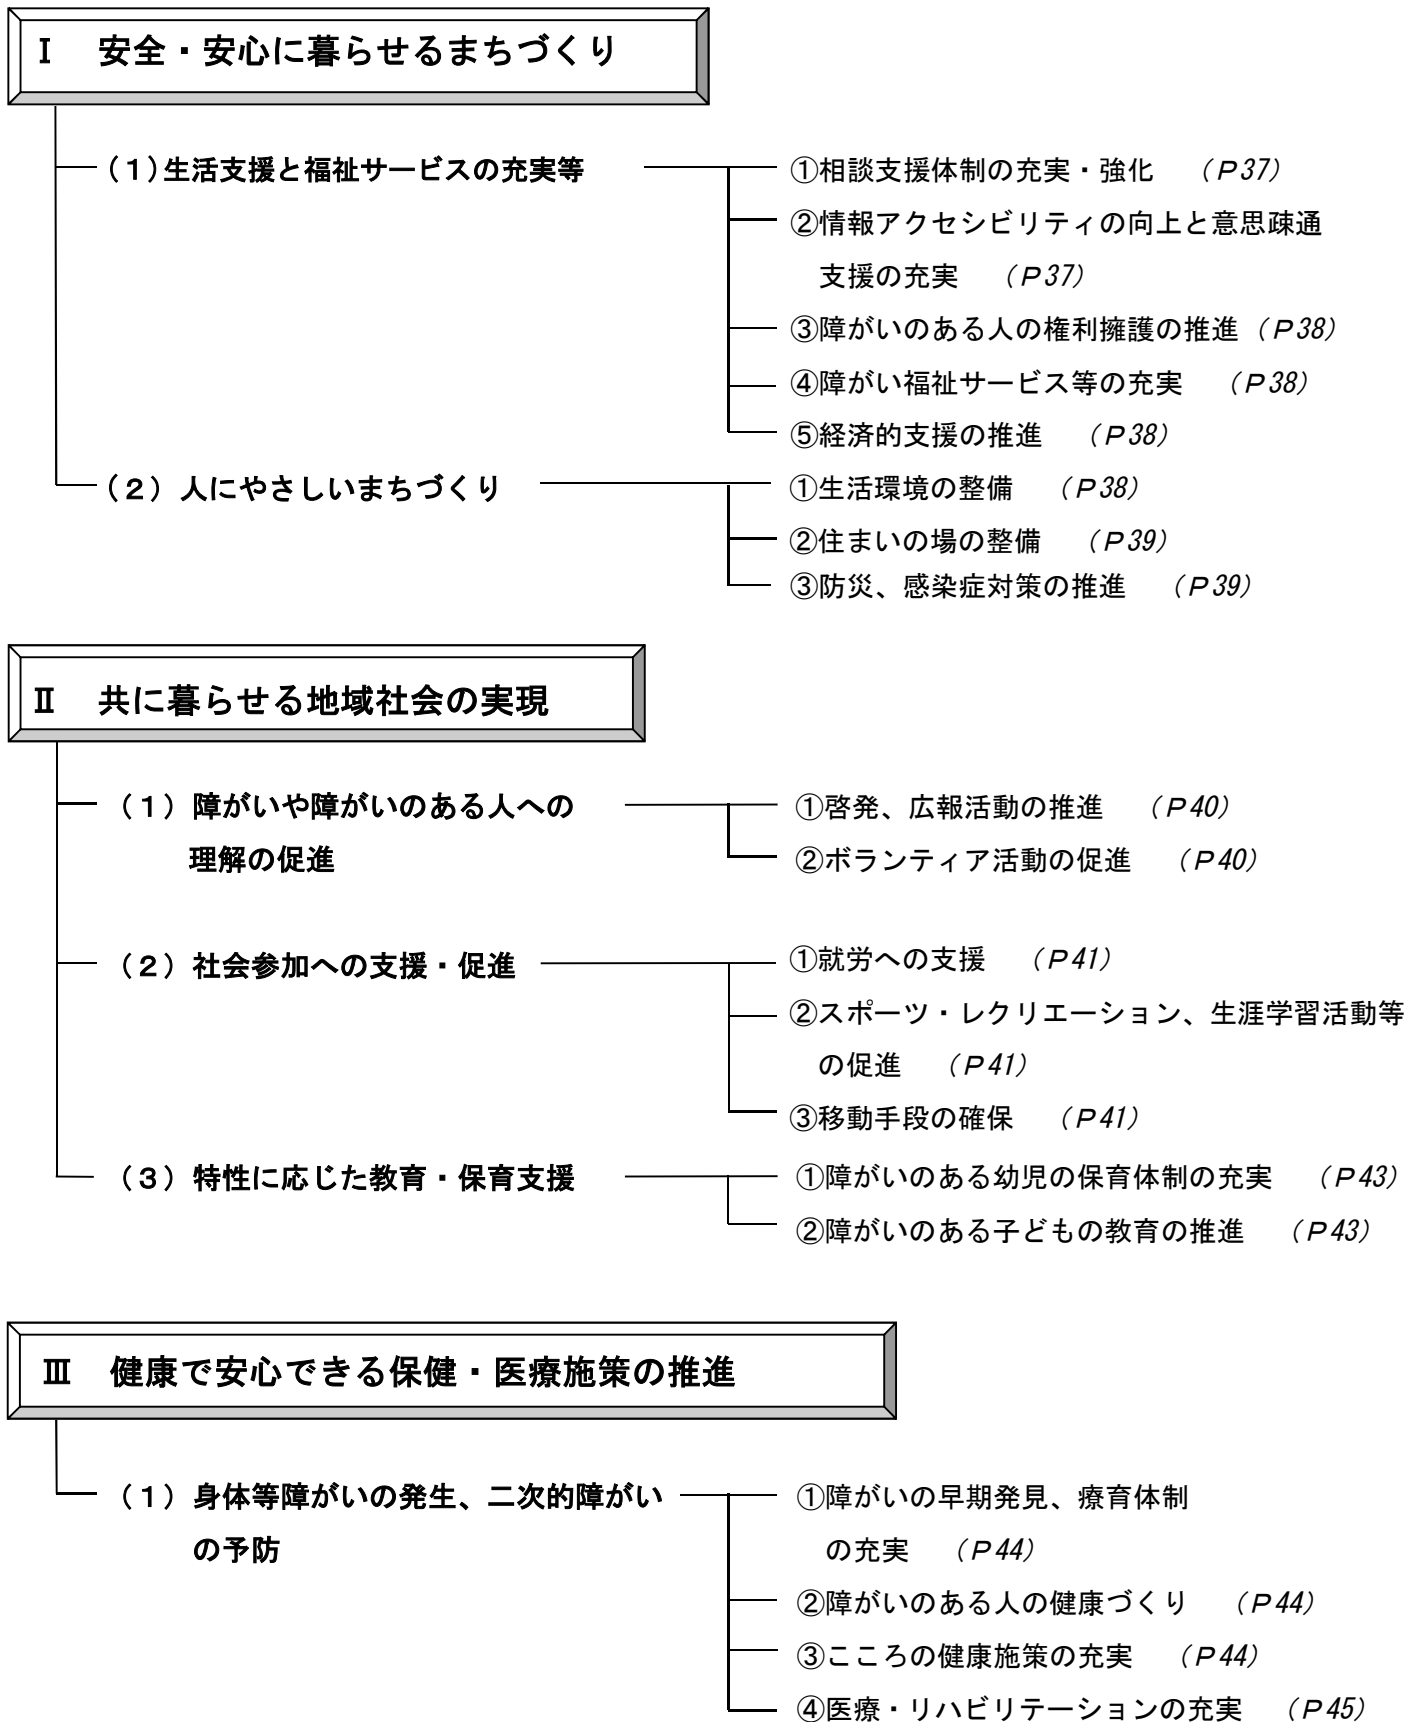 Ⅰ 安全・安心に暮らせるまちづくり
（１）生活支援と福祉サービスの充実等
①相談支援体制の充実・強化 （Ｐ37）
②情報アクセシビリティの向上と意思疎通
支援の充実 （Ｐ37）
③障がいのある人の権利擁護の推進（Ｐ38）
④障がい福祉サービス等の充実 （Ｐ38）
⑤経済的支援の推進 （Ｐ38）
（２）人にやさしいまちづくり
①生活環境の整備 （Ｐ38）
②住まいの場の整備 （Ｐ39）
③防災、感染症対策の推進 （Ｐ39）
Ⅱ 共に暮らせる地域社会の実現
（１）障がいや障がいのある人への
理解の促進
①啓発、広報活動の推進 （Ｐ40）
②ボランティア活動の促進 （Ｐ40）
（２）社会参加への支援・促進
①就労への支援 （Ｐ41）
②スポーツ・レクリエーション、生涯学習活動等
の促進 （Ｐ41）
③移動手段の確保 （Ｐ41）
（３）特性に応じた教育・保育支援
①障がいのある幼児の保育体制の充実 （Ｐ43）
②障がいのある子どもの教育の推進 （Ｐ43）
Ⅲ 健康で安心できる保健・医療施策の推進
（１）身体等障がいの発生、二次的障がい
の予防
①障がいの早期発見、療育体制
の充実 （Ｐ44）
②障がいのある人の健康づくり （Ｐ44）
③こころの健康施策の充実 （Ｐ44）
④医療・リハビリテーションの充実 （Ｐ45）